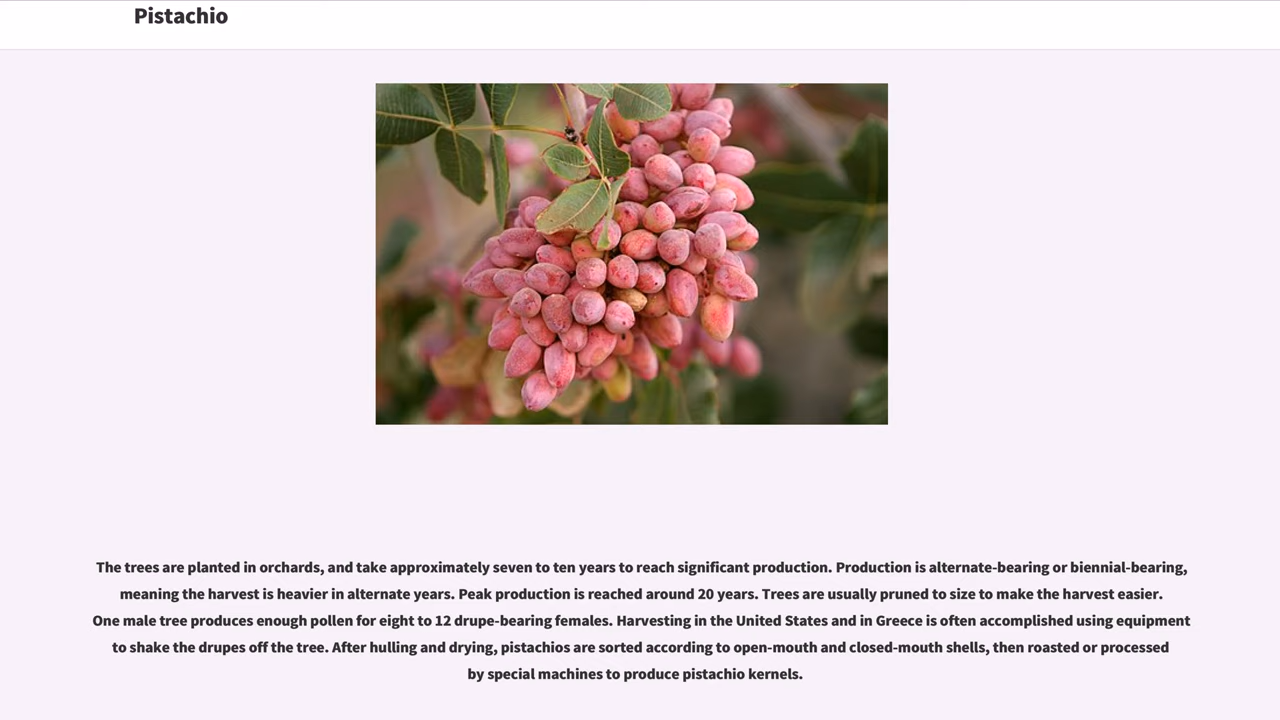 Pistachio
The trees are planted in orchards, and take approximately seven to ten years to reach significant production. Production is alternate-bearing or biennial-bearing,
meaning the harvest is heavier in alternate years. Peak production is reached around 20 years. Trees are usually pruned to size to make the harvest easier.
One male tree produces enough pollen for eight to 12 drupe-bearing females. Harvesting in the United States and in Greece is often accomplished using equipment
to shake the drupes off the tree. After hulling and drying, pistachios are sorted according to open-mouth and closed-mouth shells, then roasted or processed
by special machines to produce pistachio kernels.